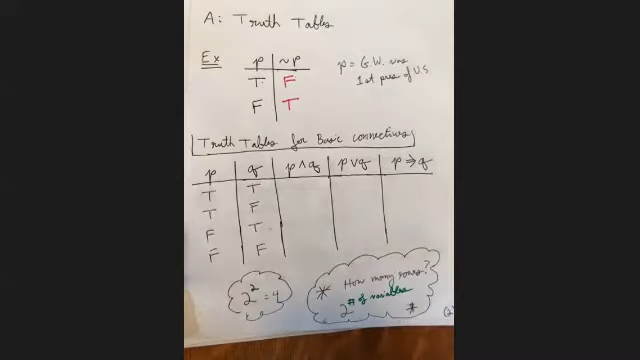 A: Truth Tables
Ex
p ~p
T F
F T
p = G.W. was
1st pres of U.S
Truth Tables for Basic connectives
p q p ∧ q p ∨ q p ⇒ q
T T
T F
F T
F F
2² = 4
* How many rows?
2 # of variables *